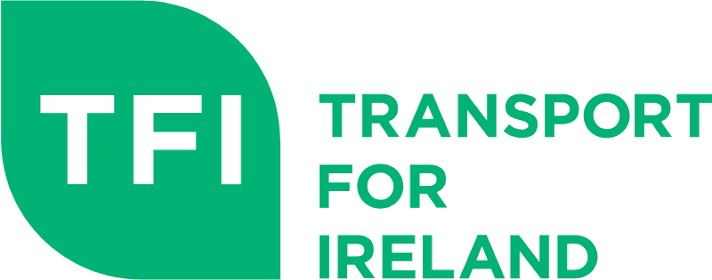 TFI
TRANSPORT
FOR
IRELAND